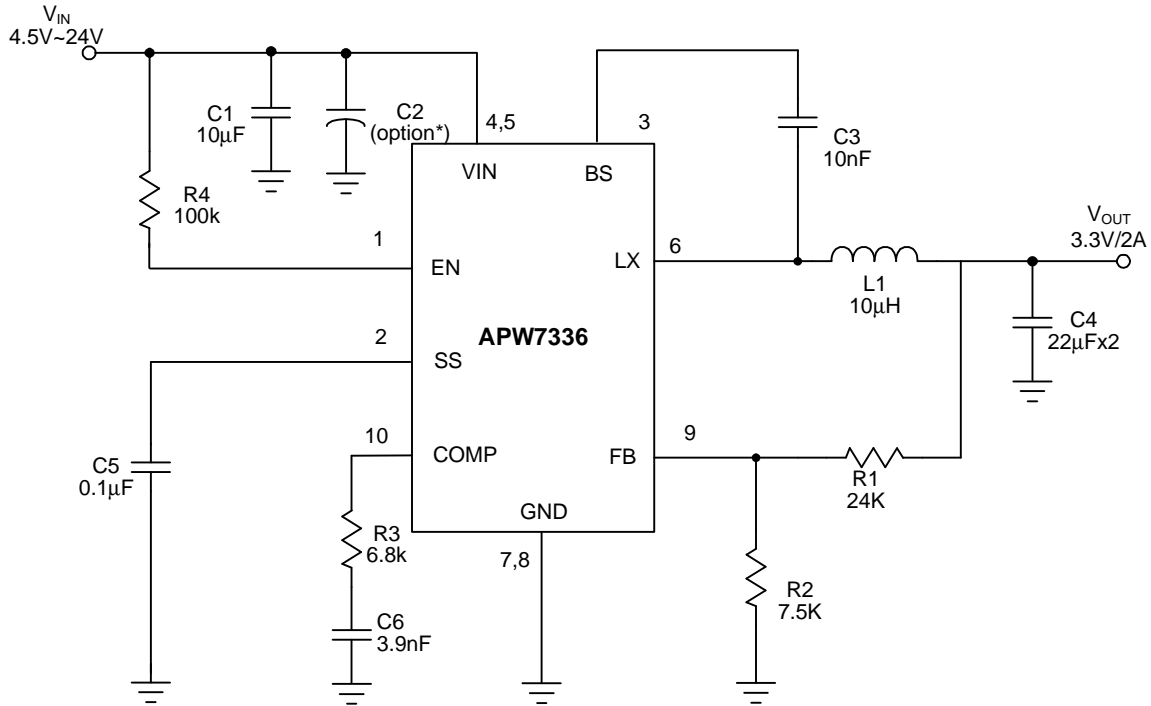 V_IN
4.5V~24V
C1
10μF
C2
(option*)
4,5
3
C3
10nF
VIN
BS
R4
100k
1
EN
LX
6
V_OUT
3.3V/2A
L1
10μH
C4
22μFx2
APW7336
2
SS
10
COMP
FB
9
C5
0.1μF
R1
24K
GND
R3
6.8k
7,8
R2
7.5K
C6
3.9nF